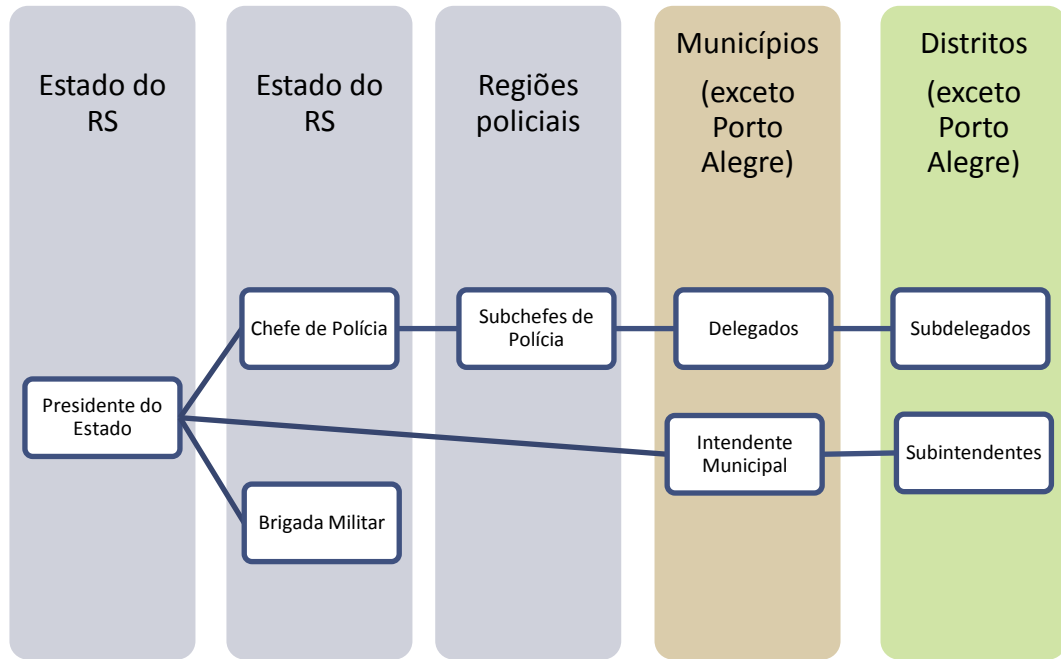 Estado do
RS
Estado do
RS
Regiões
policiais
Municípios
(exceto
Porto
Alegre)
Distritos
(exceto
Porto
Alegre)
Presidente do
Estado
Chefe de Polícia
Subchefes de
Polícia
Delegados
Subdelegados
Intendente
Municipal
Subintendentes
Brigada Militar